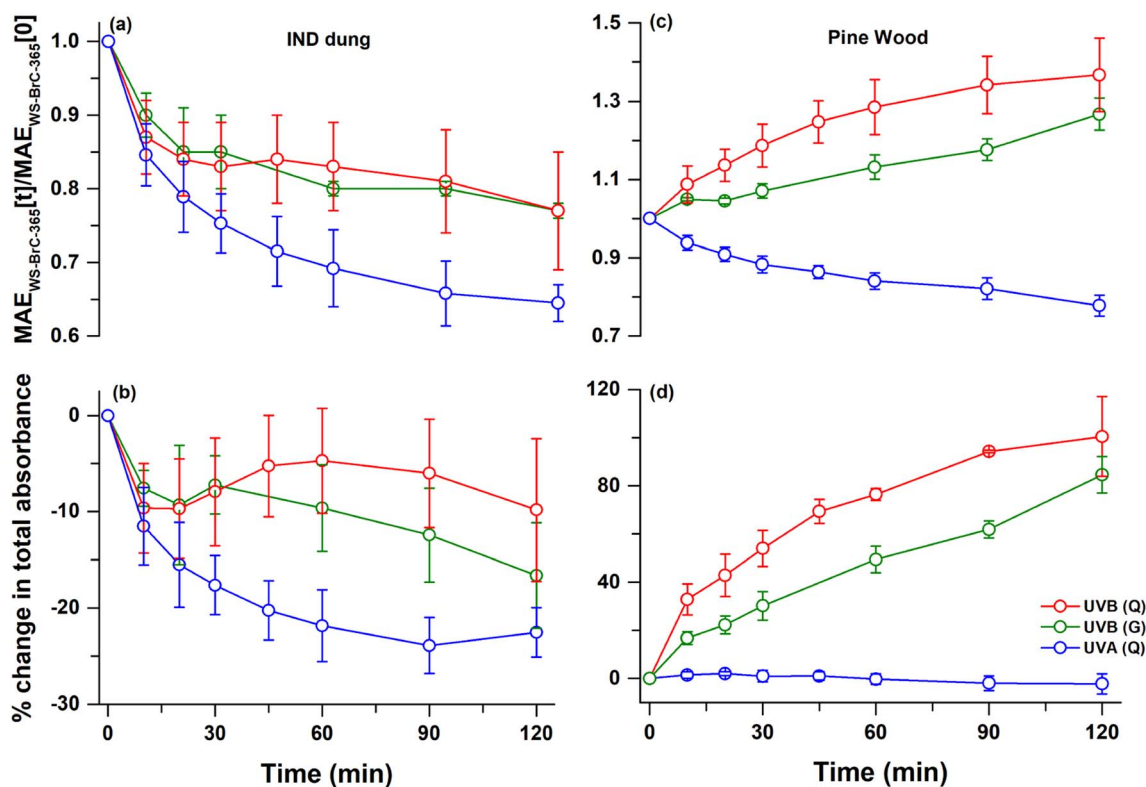 (a)
IND dung
MAE WS-BrC-365[t]/MAE WS-BrC-365[0]
1.0
0.9
0.8
0.7
0.6
(c)
Pine Wood
1.5
1.3
1.1
0.9
0.7
(b)
% change in total absorbance
0
-10
-20
-30
0
30
60
90
120
Time (min)
(d)
120
80
40
0
UVB (Q)
UVB (G)
UVA (Q)
0
30
60
90
120
Time (min)